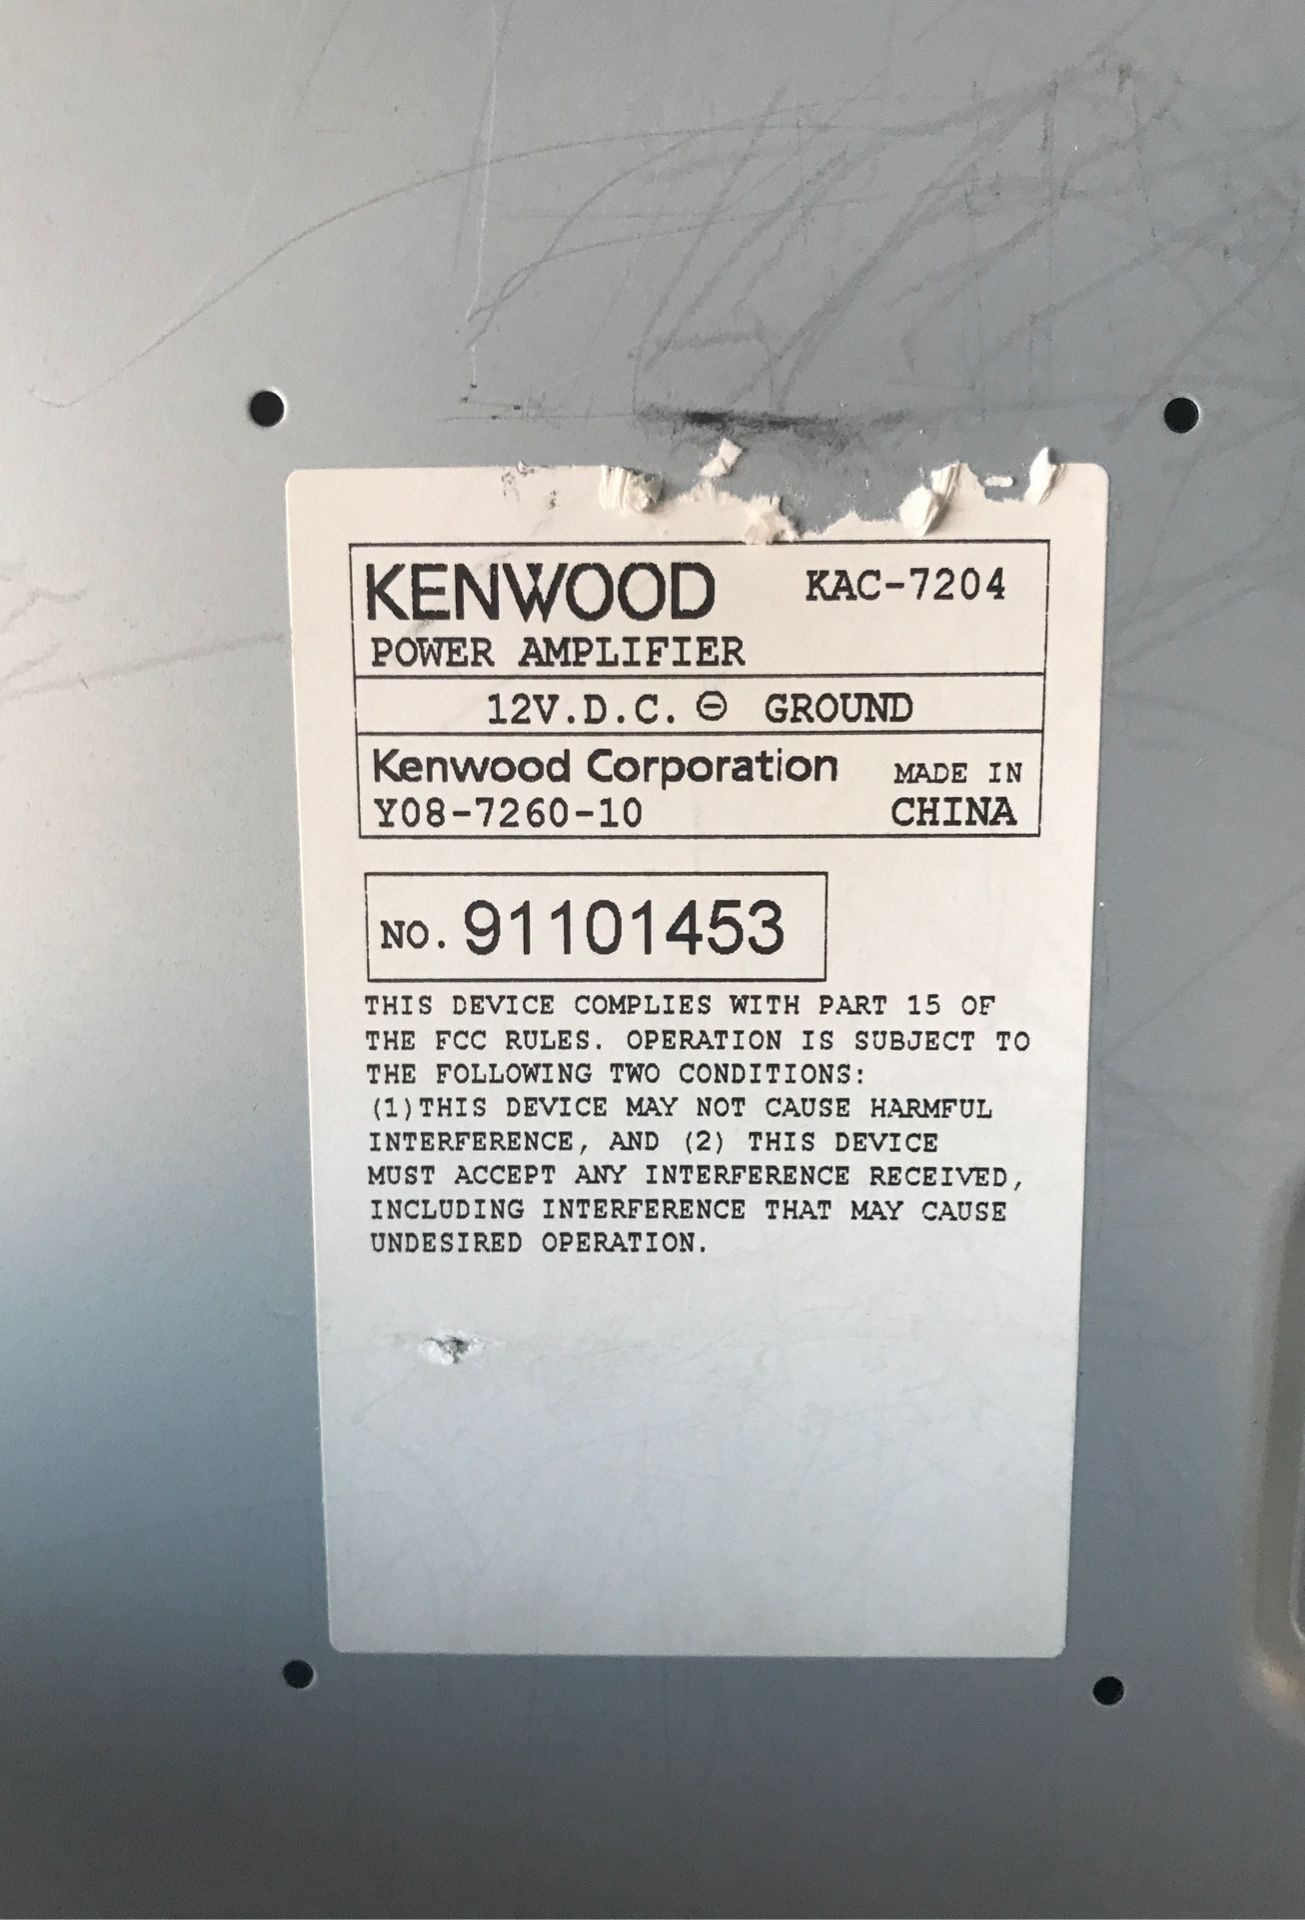 KENWOOD KAC-7204
POWER AMPLIFIER
12V.D.C. ⊖ GROUND
Kenwood Corporation MADE IN
Y08-7260-10 CHINA
NO. 91101453
THIS DEVICE COMPLIES WITH PART 15 OF
THE FCC RULES. OPERATION IS SUBJECT TO
THE FOLLOWING TWO CONDITIONS:
(1)THIS DEVICE MAY NOT CAUSE HARMFUL
INTERFERENCE, AND (2) THIS DEVICE
MUST ACCEPT ANY INTERFERENCE RECEIVED,
INCLUDING INTERFERENCE THAT MAY CAUSE
UNDESIRED OPERATION.